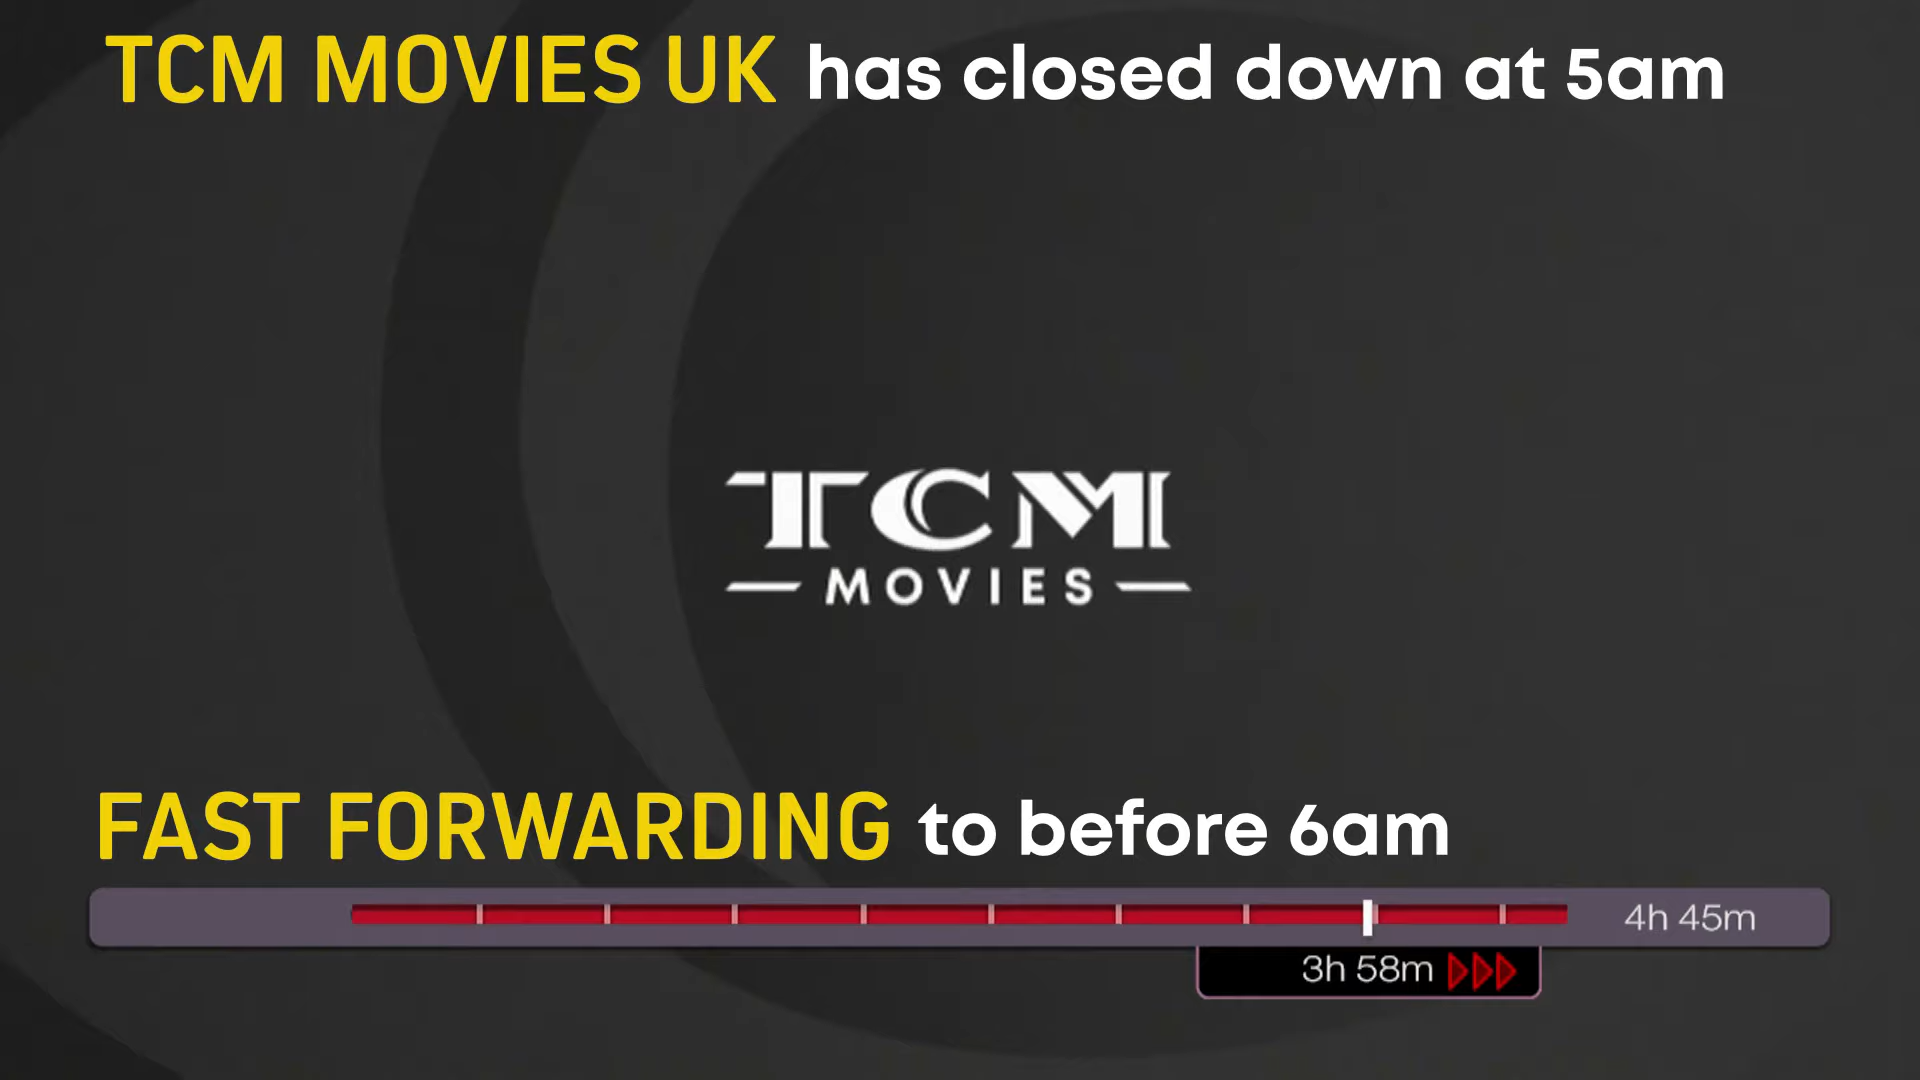 TCM MOVIES UK has closed down at 5am
TCM
MOVIES
FAST FORWARDING to before 6am
4h 45m
3h 58m